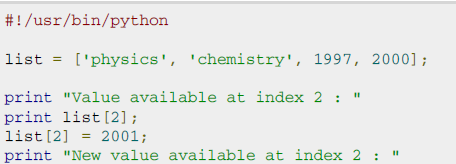 #!/usr/bin/python
list = ['physics', 'chemistry', 1997, 2000];
print "Value available at index 2 : "
print list[2];
list[2] = 2001;
print "New value available at index 2 : "